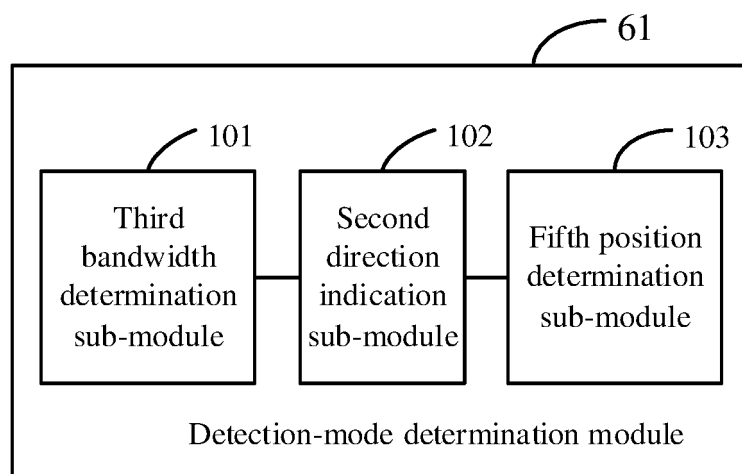 61
101
102
103
Third
bandwidth
determination
sub-module
Second
direction
indication
sub-module
Fifth position
determination
sub-module
Detection-mode determination module